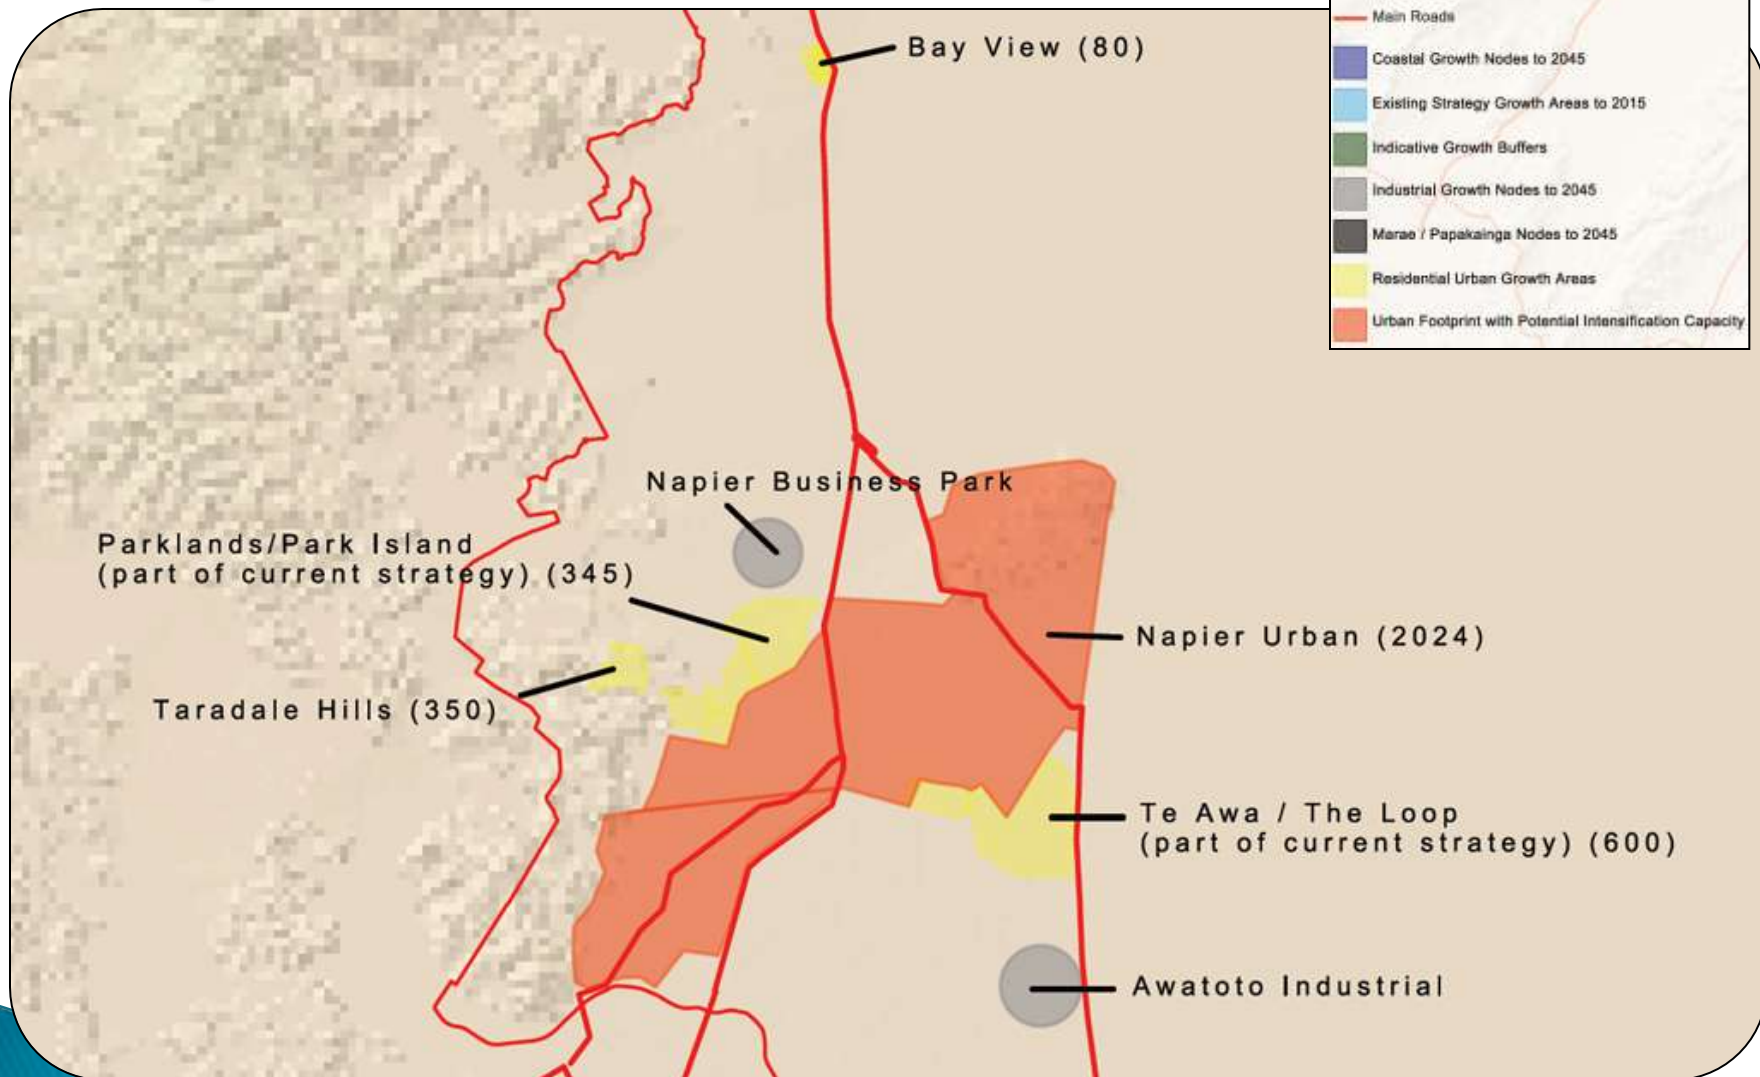 Main Roads
Coastal Growth Nodes to 2045
Existing Strategy Growth Areas to 2015
Indicative Growth Buffers
Industrial Growth Nodes to 2045
Marae / Papakainga Nodes to 2045
Residential Urban Growth Areas
Urban Footprint with Potential Intensification Capacity
Bay View (80)
Napier Business Park
Parklands/Park Island
(part of current strategy) (345)
Napier Urban (2024)
Taradale Hills (350)
Te Awa / The Loop
(part of current strategy) (600)
Awatoto Industrial